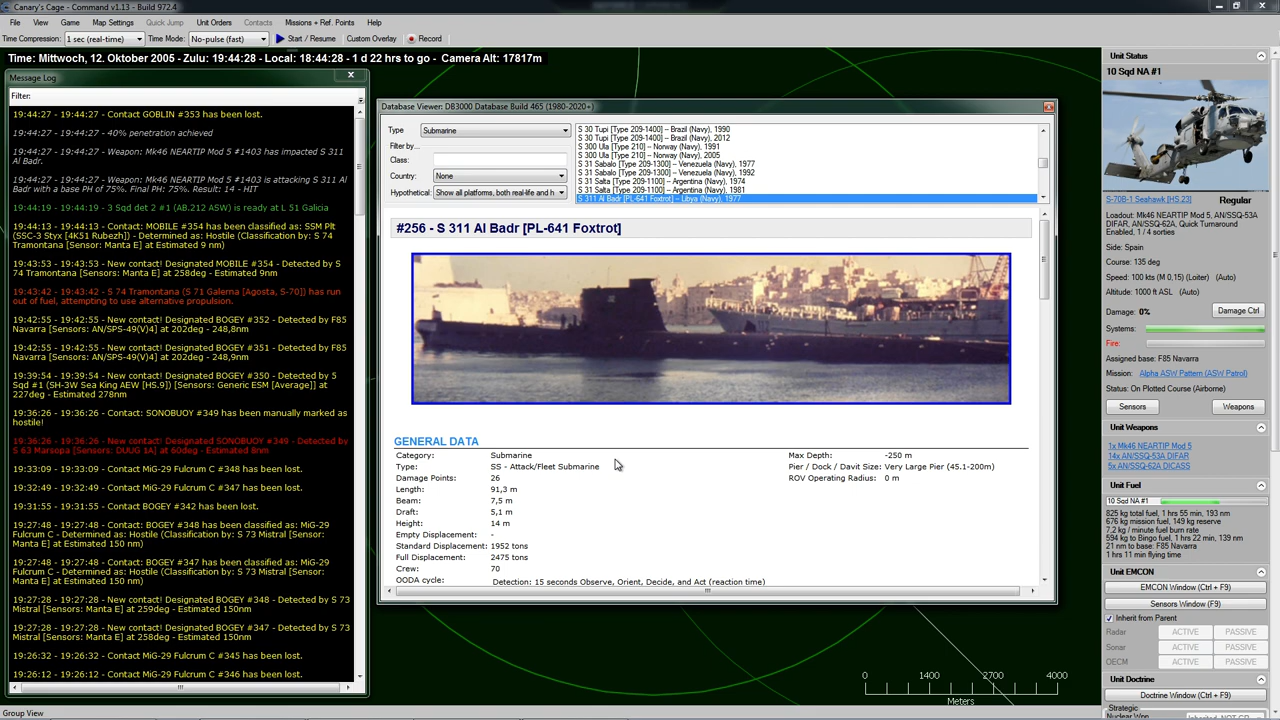 Canary's Cage - Command v1.13 - Build 972.4
File View Game Map Settings Quick Jump Unit Orders Contacts Missions + Ref. Points Help
Time Compression: 1 sec (real-time) Time Mode: No-pulse (fast) Start / Resume Custom Overlay Record
Time: Mittwoch, 12. Oktober 2005 - Zulu: 19:44:28 - Local: 18:44:28 - 1 d 22 hrs to go - Camera Alt: 17817m
Message Log
Filter:
19:44:27 - 19:44:27 - Contact GOBLIN #353 has been lost.
19:44:27 - 19:44:27 - 40% penetration achieved
19:44:27 - 19:44:27 - Weapon: Mk46 NEARTIP Mod 5 #1403 has impacted S 311
Al Badr.
19:44:27 - 19:44:27 - Weapon: Mk46 NEARTIP Mod 5 #1403 is attacking S 311 Al
Badr with a base PH of 75%. Final PH: 75%. Result: 14 - HIT
19:44:19 - 19:44:19 - 3 Sqd det 2 #1 (AB.212 ASW) is ready at L 51 Galicia
19:44:13 - 19:44:13 - Contact: MOBILE #354 has been classified as: SSM Plt
(SSC-3 Styx [4K51 Rubezh]) - Determined as: Hostile (Classification by: S 74
Tramontana [Sensor: Manta E] at Estimated 9 nm)
19:43:53 - 19:43:53 - New contact! Designated MOBILE #354 - Detected by S
74 Tramontana [Sensors: Manta E] at 258deg - Estimated 9nm
19:43:42 - 19:43:42 - S 74 Tramontana (S 71 Galerna [Agosta, S-70]) has run
out of fuel, attempting to use alternative propulsion.
19:42:55 - 19:42:55 - New contact! Designated BOGEY #352 - Detected by F85
Navarra [Sensors: AN/SPS-49(V)4] at 202deg - 248,8nm
19:42:55 - 19:42:55 - New contact! Designated BOGEY #351 - Detected by F85
Navarra [Sensors: AN/SPS-49(V)4] at 202deg - 248,9nm
19:39:54 - 19:39:54 - New contact! Designated BOGEY #350 - Detected by 5
Sqd #1 (SH-3W Sea King AEW [HS.9]) [Sensors: Generic ESM [Average]] at
227deg - Estimated 278nm
19:36:26 - 19:36:26 - Contact: SONOBUOY #349 has been manually marked as
hostile!
19:36:26 - 19:36:26 - New contact! Designated SONOBUOY #349 - Detected by
S 63 Marsopa [Sensors: DUUG 1A] at 60deg - Estimated 8nm
19:33:09 - 19:33:09 - Contact MiG-29 Fulcrum C #348 has been lost.
19:32:49 - 19:32:49 - Contact MiG-29 Fulcrum C #347 has been lost.
19:31:55 - 19:31:55 - Contact BOGEY #342 has been lost.
19:27:48 - 19:27:48 - Contact: BOGEY #348 has been classified as: MiG-29
Fulcrum C - Determined as: Hostile (Classification by: S 73 Mistral [Sensor:
Manta E] at Estimated 150 nm)
19:27:48 - 19:27:48 - Contact: BOGEY #347 has been classified as: MiG-29
Fulcrum C - Determined as: Hostile (Classification by: S 73 Mistral [Sensor:
Manta E] at Estimated 150 nm)
19:27:28 - 19:27:28 - New contact! Designated BOGEY #348 - Detected by S 73
Mistral [Sensors: Manta E] at 259deg - Estimated 150nm
19:27:28 - 19:27:28 - New contact! Designated BOGEY #347 - Detected by S 73
Mistral [Sensors: Manta E] at 258deg - Estimated 150nm
19:26:32 - 19:26:32 - Contact MiG-29 Fulcrum C #345 has been lost.
19:26:12 - 19:26:12 - Contact MiG-29 Fulcrum C #346 has been lost.
Group View
Database Viewer: DB3000 Database Build 465 (1980-2020+)
Type Submarine
Filter by...
Class:
Country: None
Hypothetical: Show all platforms, both real-life and h
S 30 Tupi [Type 209-1400] -- Brazil (Navy), 1990
S 30 Tupi [Type 209-1400] -- Brazil (Navy), 2012
S 300 Ula [Type 210] -- Norway (Navy), 1991
S 300 Ula [Type 210] -- Norway (Navy), 2005
S 31 Sabalo [Type 209-1300] -- Venezuela (Navy), 1977
S 31 Sabalo [Type 209-1300] -- Venezuela (Navy), 1992
S 31 Salta [Type 209-1100] -- Argentina (Navy), 1974
S 31 Salta [Type 209-1100] -- Argentina (Navy), 1981
S 311 Al Badr [PL-641 Foxtrot] -- Libya (Navy), 1977
#256 - S 311 Al Badr [PL-641 Foxtrot]
GENERAL DATA
Category: Submarine Max Depth: -250 m
Type: SS - Attack/Fleet Submarine Pier / Dock / Davit Size: Very Large Pier (45.1-200m)
Damage Points: 26 ROV Operating Radius: 0 m
Length: 91,3 m
Beam: 7,5 m
Draft: 5,1 m
Height: 14 m
Empty Displacement: -
Standard Displacement: 1952 tons
Full Displacement: 2475 tons
Crew: 70
OODA cycle: Detection: 15 seconds Observe, Orient, Decide, and Act (reaction time)
0 1400 2700 4000
Meters
Unit Status
10 Sqd NA #1
S-70B-1 Seahawk [HS.23] Regular
Loadout: Mk46 NEARTIP Mod 5, AN/SSQ-53A
DIFAR, AN/SSQ-62A, Quick Turnaround
Enabled, 1 / 4 sorties
Side: Spain
Course: 135 deg
Speed: 100 kts (M 0,15) (Loiter) (Auto)
Altitude: 1000 ft ASL (Auto)
Damage: 0% Damage Ctrl
Systems:
Fire:
Assigned base: F85 Navarra
Mission: Alpha ASW Pattern (ASW Patrol)
Status: On Plotted Course (Airborne)
Sensors Weapons
Unit Weapons
1x Mk46 NEARTIP Mod 5
14x AN/SSQ-53A DIFAR
5x AN/SSQ-62A DICASS
Unit Fuel
10 Sqd NA #1
825 kg total fuel, 1 hrs 55 min, 193 nm
676 kg mission fuel, 149 kg reserve
7.2 kg / minute fuel burn rate
594 kg to Bingo fuel, 1 hrs 22 min, 139 nm
21 nm to base: F85 Navarra
1 hrs 11 min flying time
Unit EMCON
EMCON Window (Ctrl + F9)
Sensors Window (F9)
Inherit from Parent
Radar ACTIVE PASSIVE
Sonar ACTIVE PASSIVE
OECM ACTIVE PASSIVE
Unit Doctrine
Doctrine Window (Ctrl + F9)
Strategic